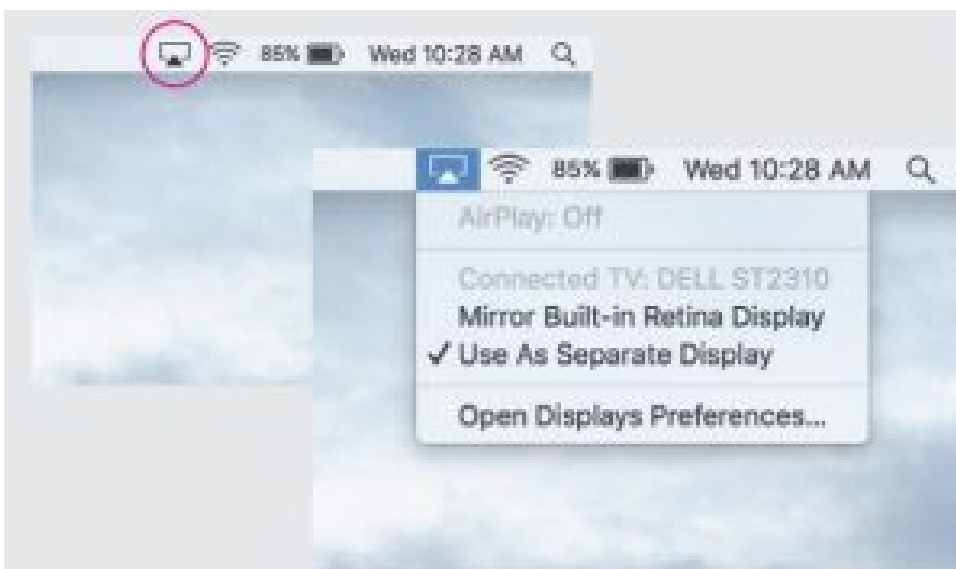 85% Wed 10:28 AM
85% Wed 10:28 AM
AirPlay: Off
Connected TV: DELL ST2310
Mirror Built-in Retina Display
✓ Use As Separate Display
Open Displays Preferences...